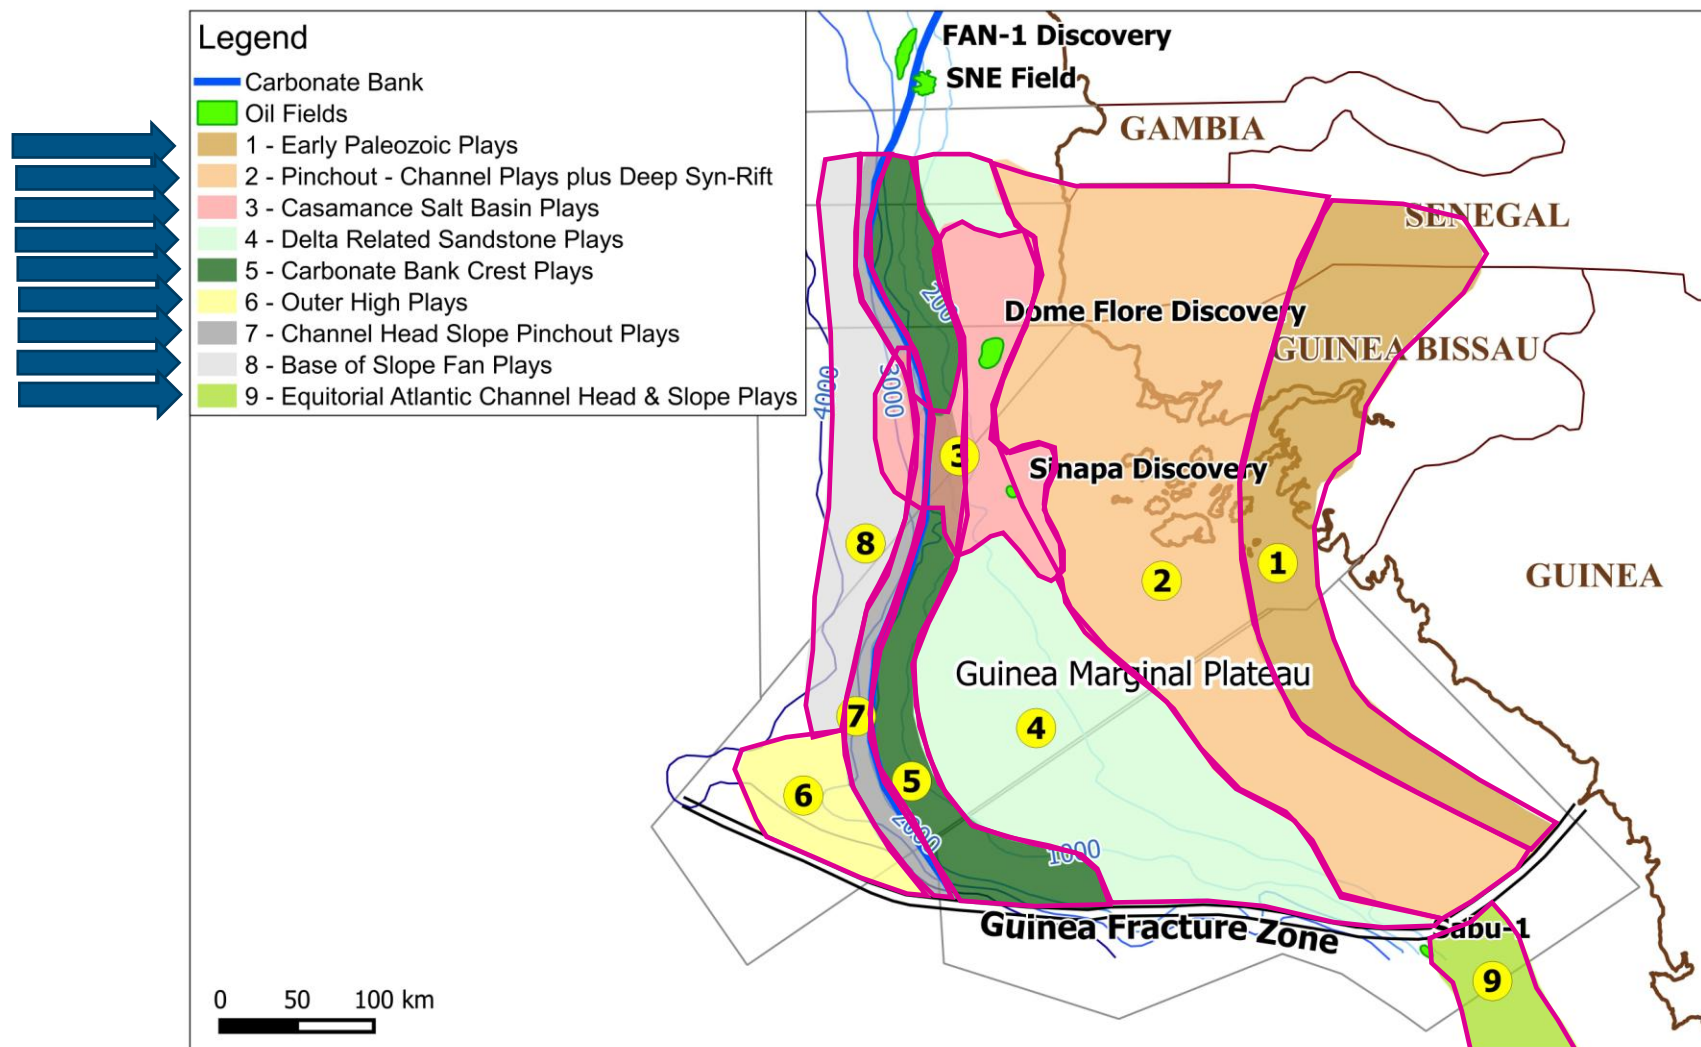 Legend
Carbonate Bank
Oil Fields
1 - Early Paleozoic Plays
2 - Pinchout - Channel Plays plus Deep Syn-Rift
3 - Casamance Salt Basin Plays
4 - Delta Related Sandstone Plays
5 - Carbonate Bank Crest Plays
6 - Outer High Plays
7 - Channel Head Slope Pinchout Plays
8 - Base of Slope Fan Plays
9 - Equitorial Atlantic Channel Head & Slope Plays
FAN-1 Discovery
SNE Field
GAMBIA
SENEGAL
200
Dome Flore Discovery
GUINEA BISSAU
4000
3000
3
Sinapa Discovery
8
2
1
GUINEA
Guinea Marginal Plateau
7
4
5
6
2000
1000
Guinea Fracture Zone
Sabu-1
9
0 50 100 km